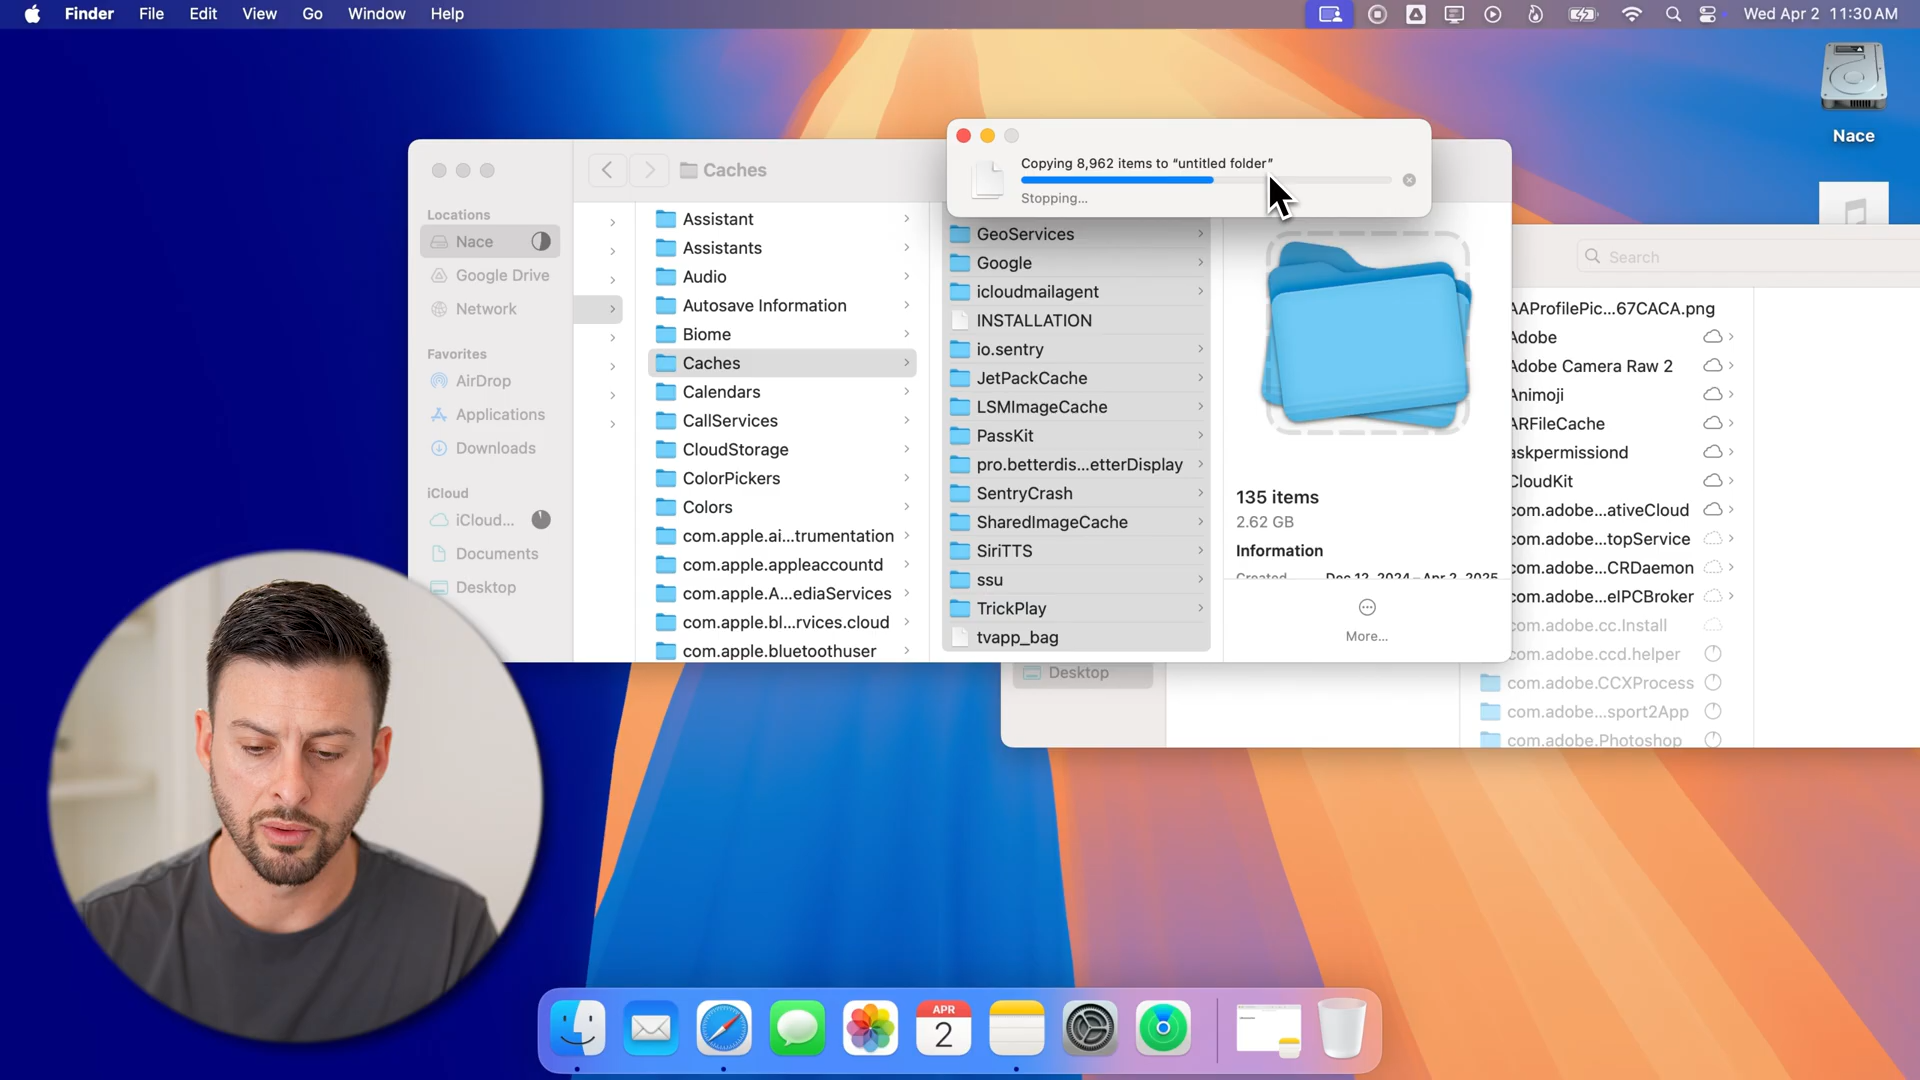 Finder File Edit View Go Window Help
Wed Apr 2 11:30 AM
Nace
Copying 8,962 items to “untitled folder”
Stopping...
Caches
Locations
Nace
Google Drive
Network
Favorites
AirDrop
Applications
Downloads
iCloud
iCloud...
Documents
Desktop
Assistant
Assistants
Audio
Autosave Information
Biome
Caches
Calendars
CallServices
CloudStorage
ColorPickers
Colors
com.apple.ai...trumentation
com.apple.appleaccountd
com.apple.A...ediaServices
com.apple.bl...rvices.cloud
com.apple.bluetoothuser
GeoServices
Google
icloudmailagent
INSTALLATION
io.sentry
JetPackCache
LSMImageCache
PassKit
pro.betterdis...etterDisplay
SentryCrash
SharedImageCache
SiriTTS
ssu
TrickPlay
tvapp_bag
135 items
2.62 GB
Information
Created Dec 12, 2024 – Apr 2, 2025
More...
Search
AAProfilePic...67CACA.png
Adobe
Adobe Camera Raw 2
Animoji
ARFileCache
askpermissiond
CloudKit
com.adobe...ativeCloud
com.adobe...topService
com.adobe...CRDaemon
com.adobe...elPCBroker
com.adobe.cc.Install
com.adobe.ccd.helper
com.adobe.CCXProcess
com.adobe...sport2App
com.adobe.Photoshop
Desktop
APR
2